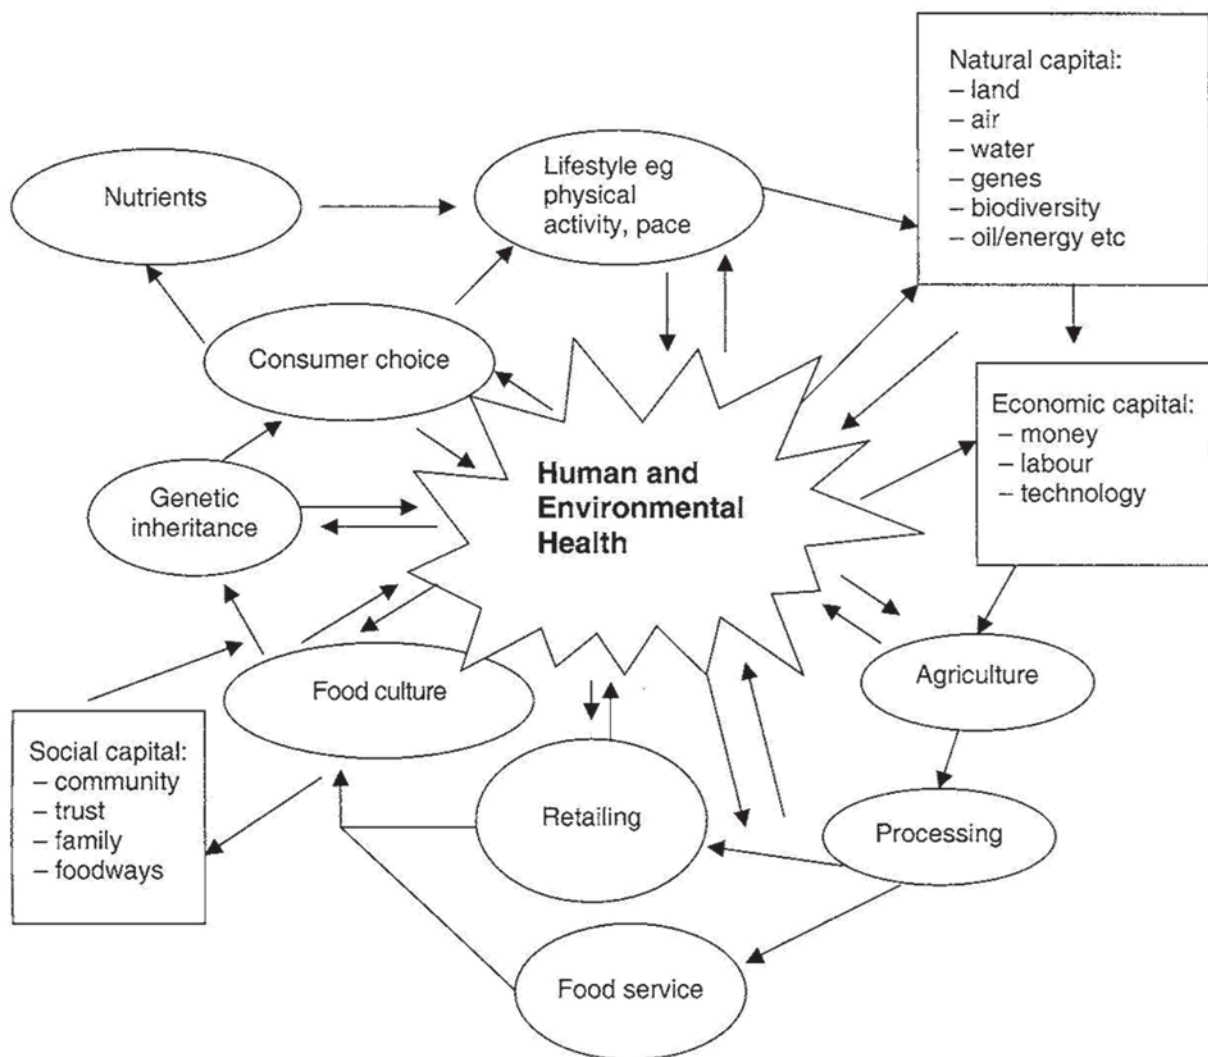 Natural capital:
– land
– air
– water
– genes
– biodiversity
– oil/energy etc
Nutrients
Lifestyle eg
physical
activity, pace
Consumer choice
Economic capital:
– money
– labour
– technology
Human and
Environmental
Health
Genetic
inheritance
Food culture
Agriculture
Social capital:
– community
– trust
– family
– foodways
Retailing
Processing
Food service